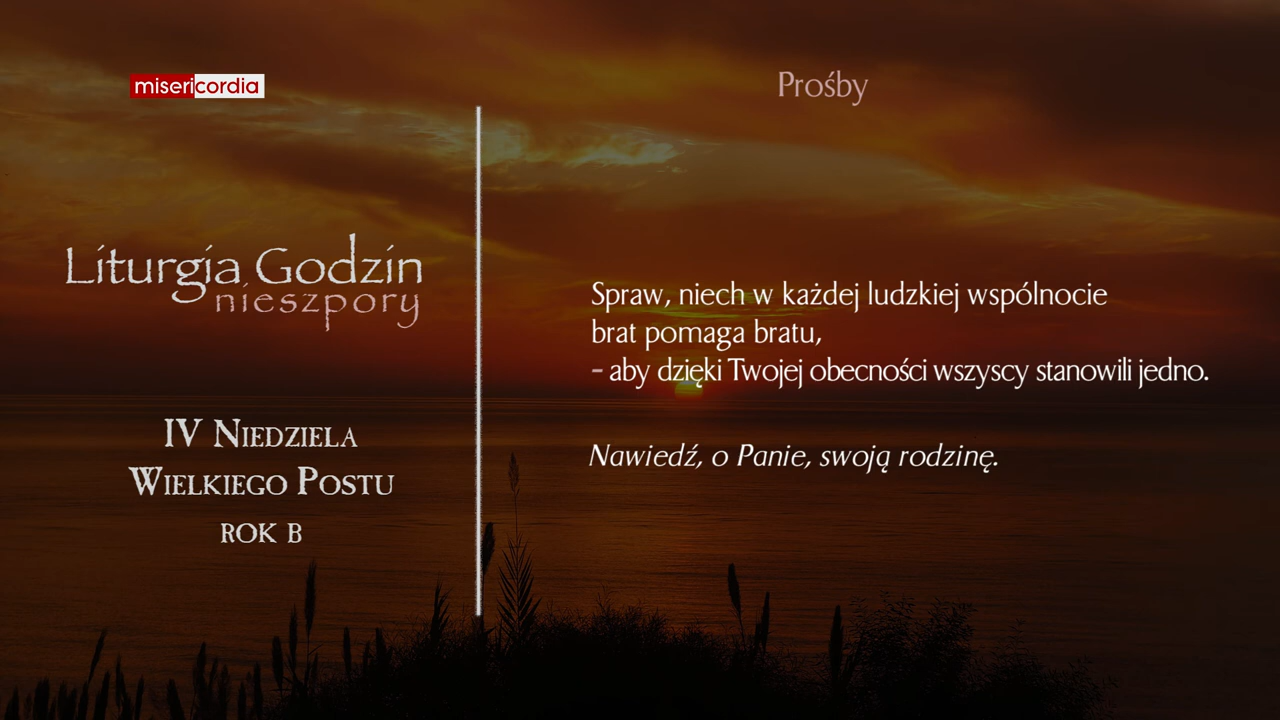 misericordia
Liturgia Godzin
nieszpory
IV Niedziela
Wielkiego Postu
rok B
Prośby
Spraw, niech w każdej ludzkiej wspólnocie
brat pomaga bratu,
- aby dzięki Twojej obecności wszyscy stanowili jedno.
Nawiedź, o Panie, swoją rodzinę.